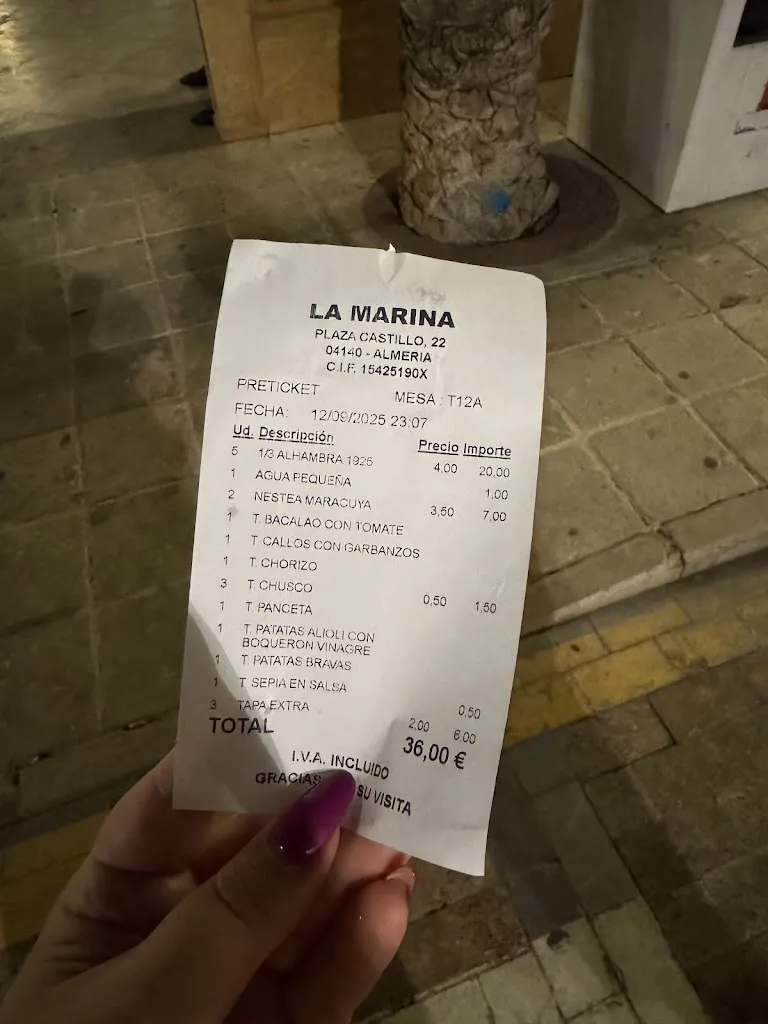 LA MARINA
PLAZA CASTILLO, 22
04140 - ALMERIA
C.I.F. 15425190X
PRETICKET MESA : T12A
FECHA: 12/09/2025 23:07
Ud. Descripción Precio Importe
5 1/3 ALHAMBRA 1925 4,00 20,00
1 AGUA PEQUEÑA 1,00
2 NESTEA MARACUYA 3,50 7,00
1 T. BACALAO CON TOMATE
1 T. CALLOS CON GARBANZOS
1 T. CHORIZO
3 T. CHUSCO 0,50 1,50
1 T. PANCETA
1 T. PATATAS ALIOLI CON
BOQUERON VINAGRE
1 T. PATATAS BRAVAS
1 T. SEPIA EN SALSA 0,50
3 TAPA EXTRA 2,00 6,00
TOTAL 36,00 €
I.V.A. INCLUIDO
GRACIAS SU VISITA